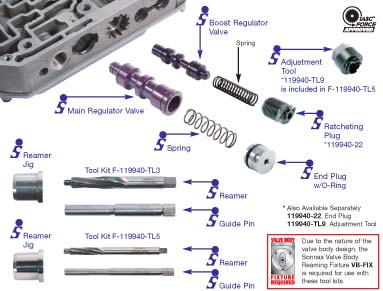 Boost Regulator
Valve
Spring
"TASC"
FORCE
APPROVED
Adjustment
Tool
*119940-TL9
is included in F-119940-TL5
Main Regulator Valve
Ratcheting
Plug
*119940-22
Spring
Reamer
Jig
Tool Kit F-119940-TL3
End Plug
w/O-Ring
Reamer
Guide Pin
* Also Available Separately
119940-22, End Plug
119940-TL9, Adjustment Tool
Reamer
Jig
Tool Kit F-119940-TL5
Reamer
Guide Pin
VALVE BODY
FIXTURE
REQUIRED
Due to the nature of the
valve body design, the
Sonnax Valve Body
Reaming Fixture VB-FIX
is required for use with
these tool kits.